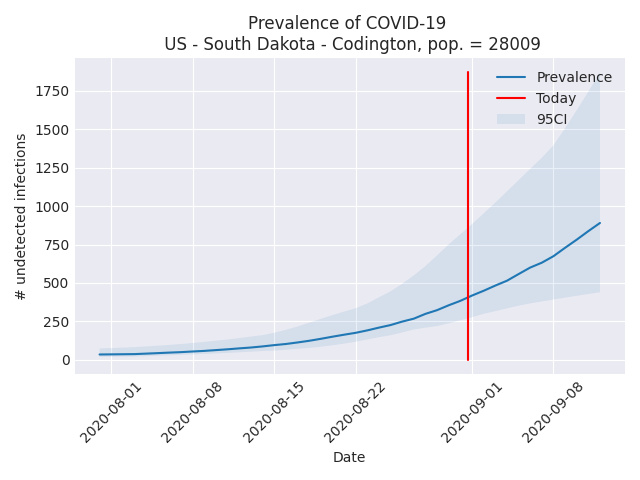 Prevalence of COVID-19
US - South Dakota - Codington, pop. = 28009
Prevalence
Today
95CI
# undetected infections
1750
1500
1250
1000
750
500
250
0
2020-08-01
2020-08-08
2020-08-15
2020-08-22
2020-09-01
2020-09-08
Date